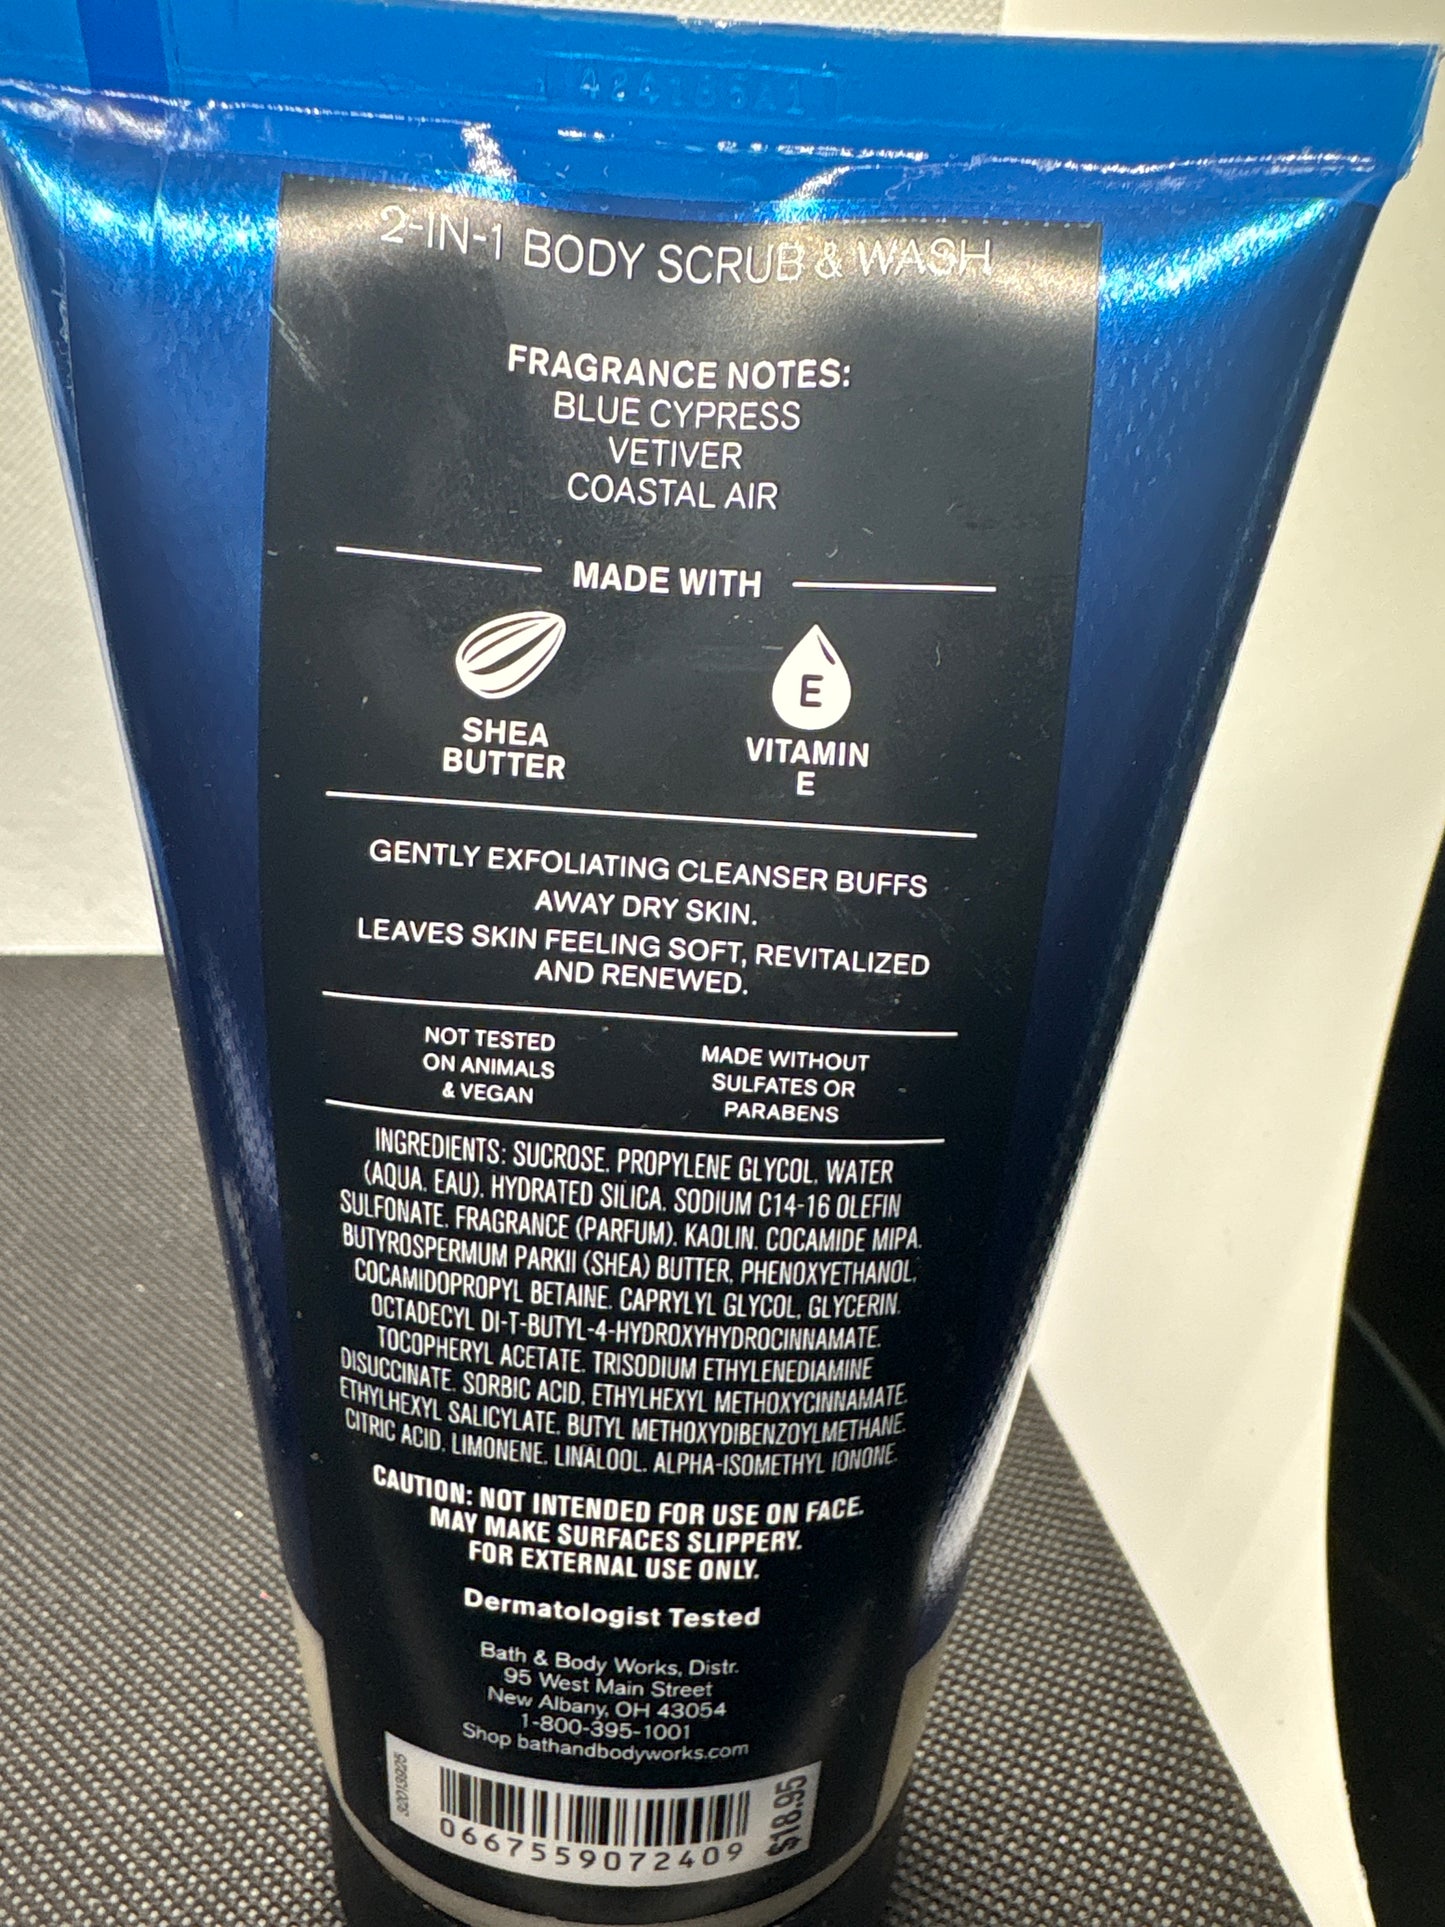 424185A1
2-IN-1 BODY SCRUB & WASH
FRAGRANCE NOTES:
BLUE CYPRESS
VETIVER
COASTAL AIR
MADE WITH
SHEA
BUTTER
E
VITAMIN
E
GENTLY EXFOLIATING CLEANSER BUFFS
AWAY DRY SKIN.
LEAVES SKIN FEELING SOFT, REVITALIZED
AND RENEWED.
NOT TESTED
ON ANIMALS
& VEGAN
MADE WITHOUT
SULFATES OR
PARABENS
INGREDIENTS: SUCROSE, PROPYLENE GLYCOL, WATER
(AQUA, EAU), HYDRATED SILICA, SODIUM C14-16 OLEFIN
SULFONATE, FRAGRANCE (PARFUM), KAOLIN, COCAMIDE MIPA,
BUTYROSPERMUM PARKII (SHEA) BUTTER, PHENOXYETHANOL,
COCAMIDOPROPYL BETAINE, CAPRYLYL GLYCOL, GLYCERIN,
OCTADECYL DI-T-BUTYL-4-HYDROXYHYDROCINNAMATE,
TOCOPHERYL ACETATE, TRISODIUM ETHYLENEDIAMINE
DISUCCINATE, SORBIC ACID, ETHYLHEXYL METHOXYCINNAMATE,
ETHYLHEXYL SALICYLATE, BUTYL METHOXYDIBENZOYLMETHANE,
CITRIC ACID, LIMONENE, LINALOOL, ALPHA-ISOMETHYL IONONE.
CAUTION: NOT INTENDED FOR USE ON FACE.
MAY MAKE SURFACES SLIPPERY.
FOR EXTERNAL USE ONLY.
Dermatologist Tested
Bath & Body Works, Distr.
95 West Main Street
New Albany, OH 43054
1-800-395-1001
Shop bathandbodyworks.com
0667559072409
$18.95